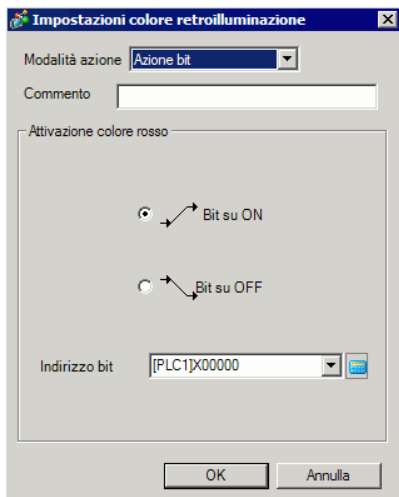 Impostazioni colore retroilluminazione
Modalità azione Azione bit
Commento
Attivazione colore rosso
Bit su ON
Bit su OFF
Indirizzo bit [PLC1]X00000
OK Annulla